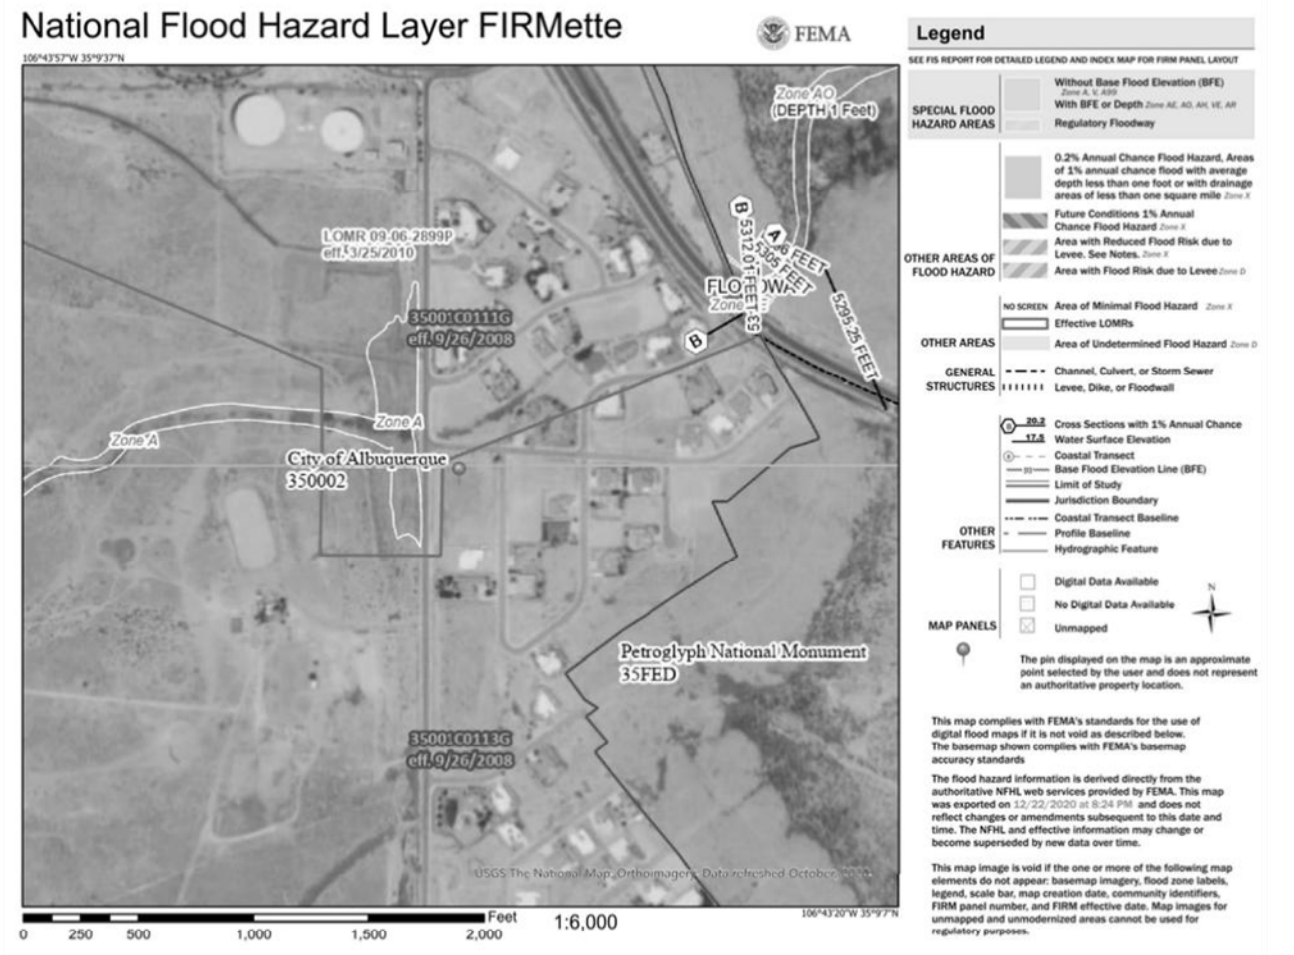 National Flood Hazard Layer FIRMette
FEMA
106°43'57"W 35°9'37"N
Zone AO
(DEPTH 1 Feet)
LOMR 09-06-2899P
eff. 3/25/2010
35001C0111G
eff. 9/26/2008
B
5312.01 FEET
A
5305 FEET
FEET
Zone
B
5295.25 FEET
Zone A
Zone A
City of Albuquerque
350002
Petroglyph National Monument
35FED
35001C0113G
eff. 9/26/2008
USGS The National Map: Orthoimagery. Data refreshed October,
Feet
1:6,000
106°43'20"W 35°9'7"N
0 250 500 1,000 1,500 2,000
Legend
SEE FIS REPORT FOR DETAILED LEGEND AND INDEX MAP FOR FIRM PANEL LAYOUT
SPECIAL FLOOD
HAZARD AREAS
Without Base Flood Elevation (BFE)
Zone A, V, A99
With BFE or Depth Zone AE, AO, AH, VE, AR
Regulatory Floodway
OTHER AREAS OF
FLOOD HAZARD
0.2% Annual Chance Flood Hazard, Areas
of 1% annual chance flood with average
depth less than one foot or with drainage
areas of less than one square mile Zone X
Future Conditions 1% Annual
Chance Flood Hazard Zone X
Area with Reduced Flood Risk due to
Levee. See Notes. Zone X
Area with Flood Risk due to Levee Zone D
OTHER AREAS
NO SCREEN Area of Minimal Flood Hazard Zone X
Effective LOMRs
Area of Undetermined Flood Hazard Zone D
GENERAL
STRUCTURES
Channel, Culvert, or Storm Sewer
Levee, Dike, or Floodwall
OTHER
FEATURES
20.2 Cross Sections with 1% Annual Chance
17.5 Water Surface Elevation
Coastal Transect
Base Flood Elevation Line (BFE)
Limit of Study
Jurisdiction Boundary
Coastal Transect Baseline
Profile Baseline
Hydrographic Feature
MAP PANELS
Digital Data Available
No Digital Data Available
Unmapped
N
The pin displayed on the map is an approximate
point selected by the user and does not represent
an authoritative property location.
This map complies with FEMA's standards for the use of
digital flood maps if it is not void as described below.
The basemap shown complies with FEMA's basemap
accuracy standards
The flood hazard information is derived directly from the
authoritative NFHL web services provided by FEMA. This map
was exported on 12/22/2020 at 8:24 PM and does not
reflect changes or amendments subsequent to this date and
time. The NFHL and effective information may change or
become superseded by new data over time.
This map image is void if the one or more of the following map
elements do not appear: basemap imagery, flood zone labels,
legend, scale bar, map creation date, community identifiers,
FIRM panel number, and FIRM effective date. Map images for
unmapped and unmodernized areas cannot be used for
regulatory purposes.